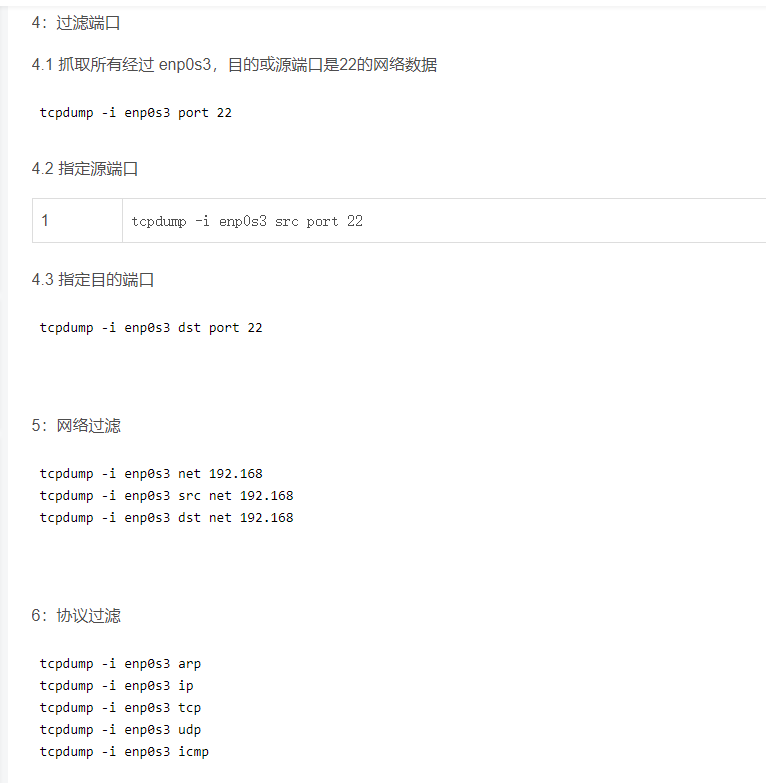 4：过滤端口
4.1 抓取所有经过 enp0s3，目的或源端口是22的网络数据
tcpdump -i enp0s3 port 22
4.2 指定源端口
1 tcpdump -i enp0s3 src port 22
4.3 指定目的端口
tcpdump -i enp0s3 dst port 22
5：网络过滤
tcpdump -i enp0s3 net 192.168
tcpdump -i enp0s3 src net 192.168
tcpdump -i enp0s3 dst net 192.168
6：协议过滤
tcpdump -i enp0s3 arp
tcpdump -i enp0s3 ip
tcpdump -i enp0s3 tcp
tcpdump -i enp0s3 udp
tcpdump -i enp0s3 icmp